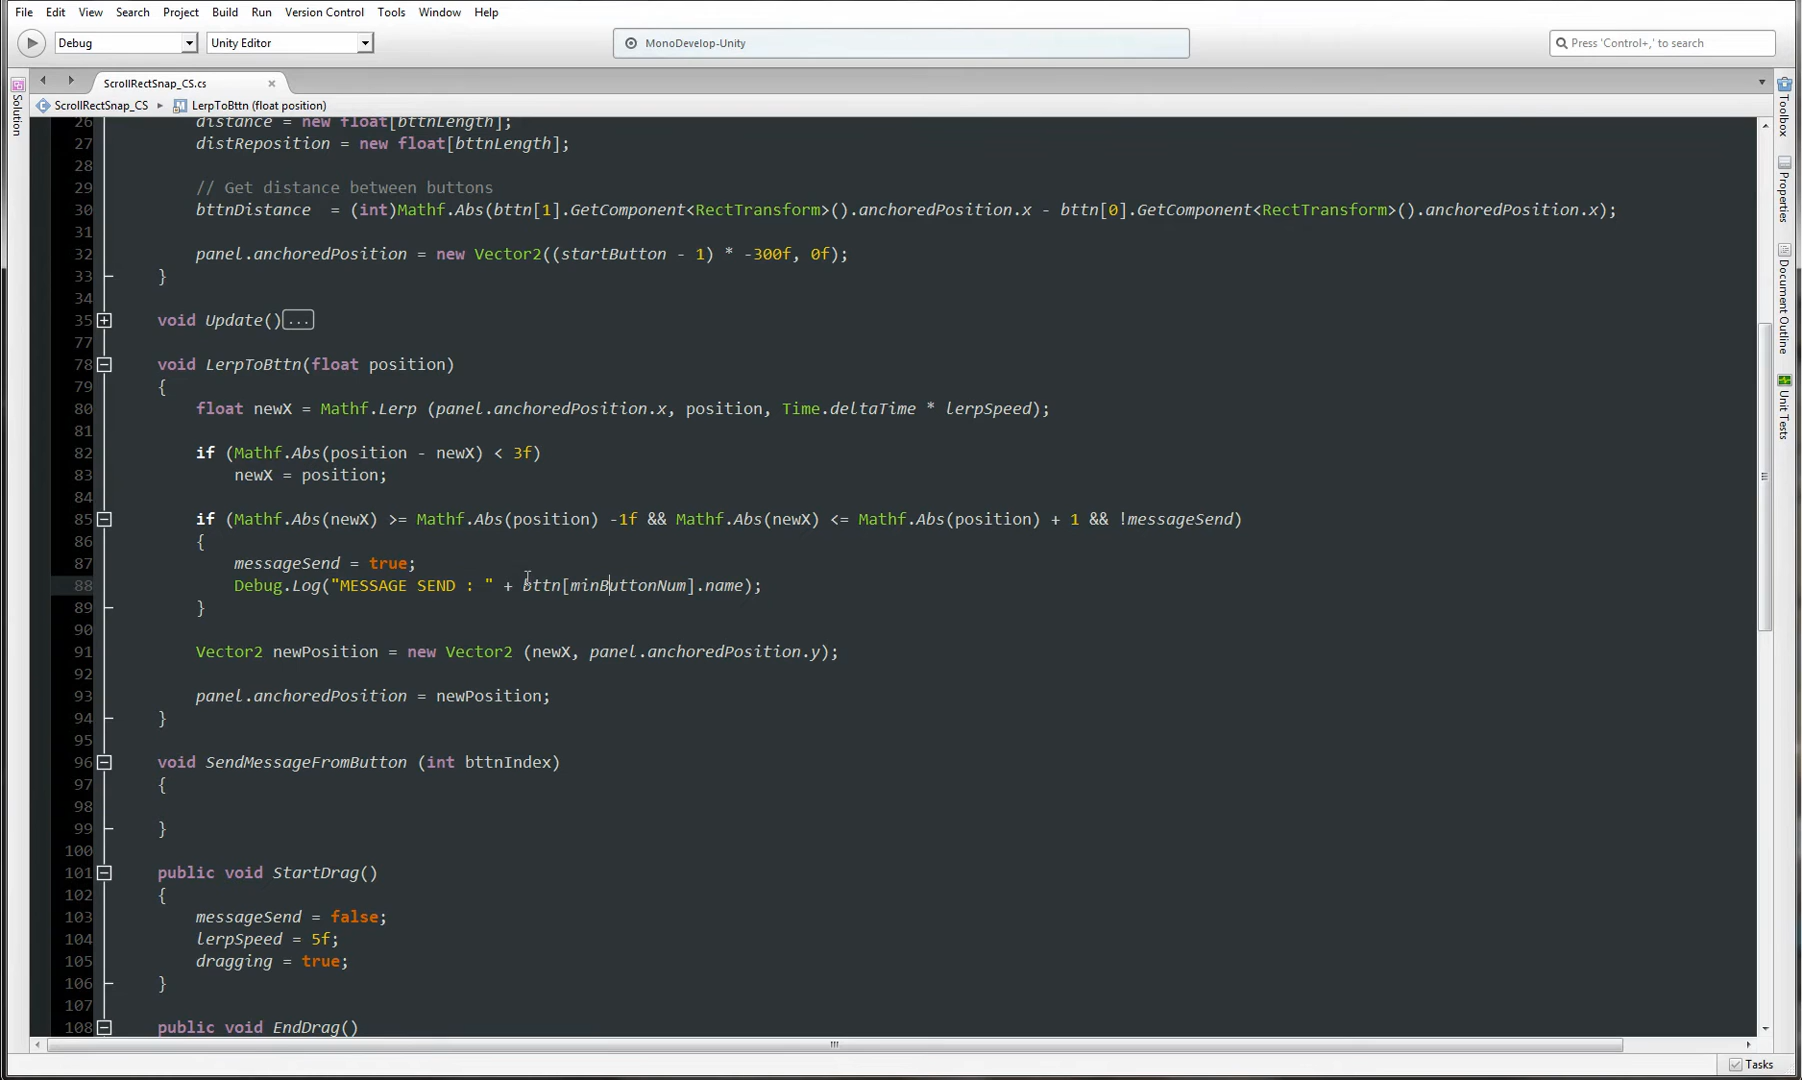 File Edit View Search Project Build Run Version Control Tools Window Help
Debug Unity Editor MonoDevelop-Unity Press 'Control+,' to search
ScrollRectSnap_CS.cs
ScrollRectSnap_CS LerpToBttn (float position)
Solution
Toolbox
Properties
Document Outline
Unit Tests
26 distance = new float[bttnLength];
27 distReposition = new float[bttnLength];
28
29 // Get distance between buttons
30 bttnDistance  = (int)Mathf.Abs(bttn[1].GetComponent<RectTransform>().anchoredPosition.x - bttn[0].GetComponent<RectTransform>().anchoredPosition.x);
32 panel.anchoredPosition = new Vector2((startButton - 1) * -300f, 0f);
33 }
34
35 void Update()...
77
78 void LerpToBttn(float position)
79 {
80 float newX = Mathf.Lerp (panel.anchoredPosition.x, position, Time.deltaTime * lerpSpeed);
81
82 if (Mathf.Abs(position - newX) < 3f)
83 newX = position;
84
85 if (Mathf.Abs(newX) >= Mathf.Abs(position) -1f && Mathf.Abs(newX) <= Mathf.Abs(position) + 1 && !messageSend)
86 {
87 messageSend = true;
88 Debug.Log("MESSAGE SEND : " + bttn[minButtonNum].name);
89 }
90
91 Vector2 newPosition = new Vector2 (newX, panel.anchoredPosition.y);
92
93 panel.anchoredPosition = newPosition;
94 }
95
96 void SendMessageFromButton (int bttnIndex)
97 {
98
99 }
100
101 public void StartDrag()
102 {
103 messageSend = false;
104 lerpSpeed = 5f;
105 dragging = true;
106 }
107
108 public void EndDrag()
Tasks